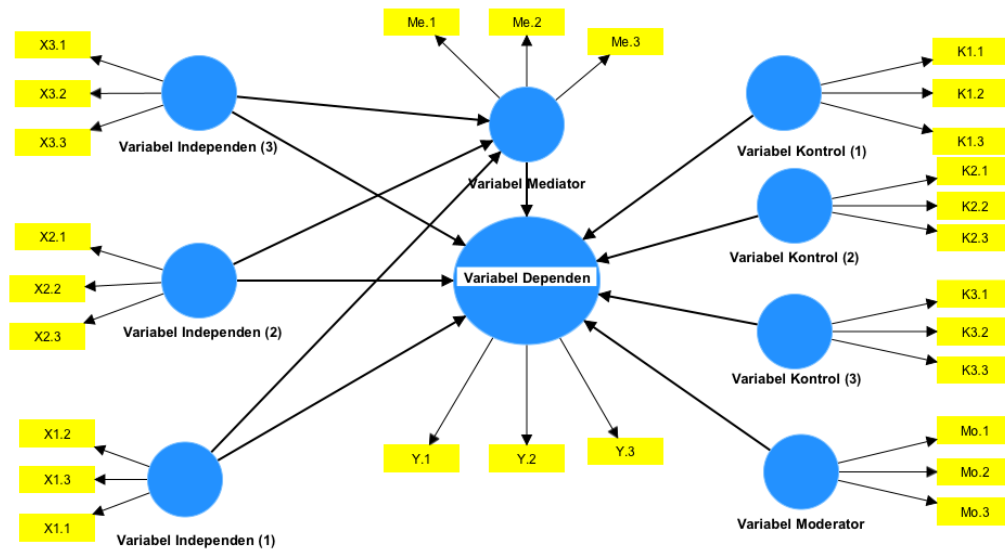 Me.1
Me.2
Me.3
X3.1
X3.2
X3.3
Variabel Independen (3)
Variabel Mediator
K1.1
K1.2
K1.3
Variabel Kontrol (1)
K2.1
K2.2
K2.3
Variabel Kontrol (2)
X2.1
X2.2
X2.3
Variabel Independen (2)
Variabel Dependen
K3.1
K3.2
K3.3
Variabel Kontrol (3)
X1.2
X1.3
X1.1
Variabel Independen (1)
Y.1
Y.2
Y.3
Mo.1
Mo.2
Mo.3
Variabel Moderator